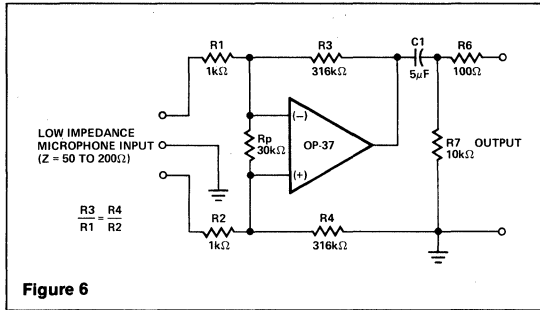 R1
1kΩ
R3
316kΩ
C1
5μF
R6
100Ω
LOW IMPEDANCE
MICROPHONE INPUT
(Z = 50 TO 200Ω)
Rp
30kΩ
(−)
OP-37
(+)
R7
10kΩ
OUTPUT
R3 = R4
R1 R2
R2
1kΩ
R4
316kΩ
Figure 6